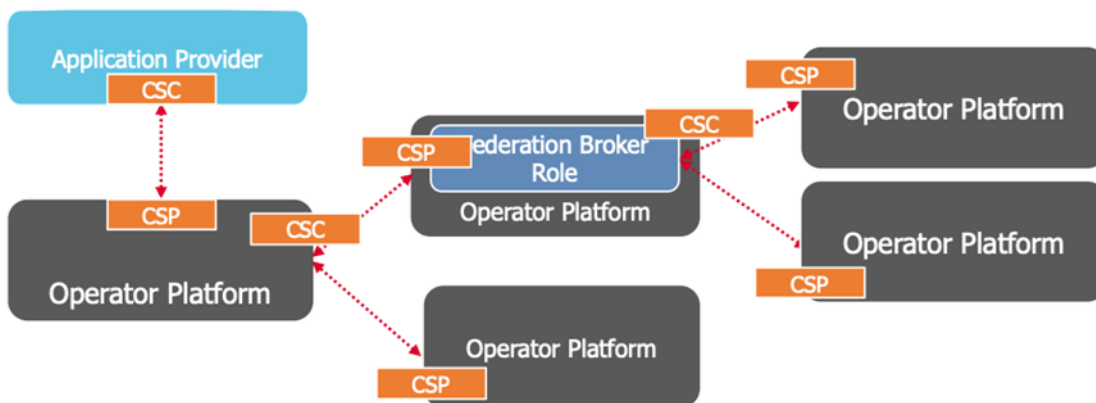 Application Provider
CSC
CSP
CSC
Operator Platform
CSP
ederation Broker
Role
Operator Platform
CSC
CSP
Operator Platform
CSP
Operator Platform
CSP
Operator Platform